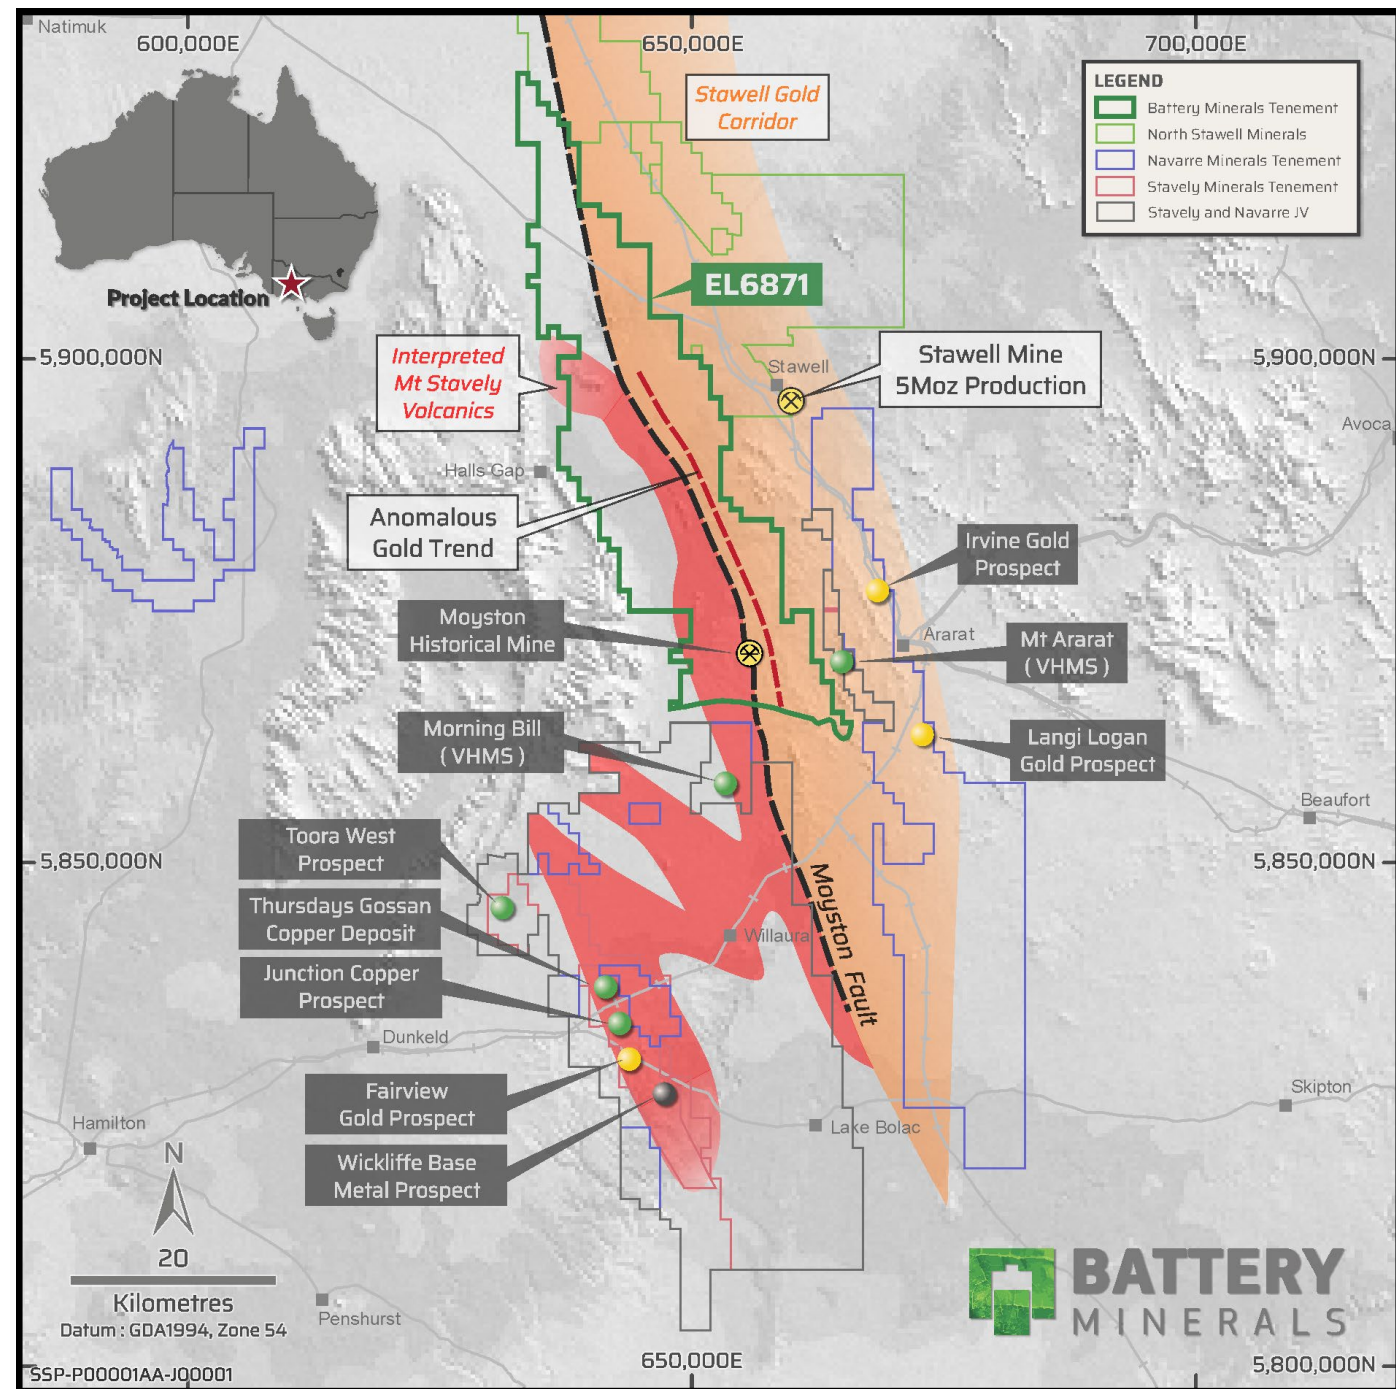 Natimuk
600,000E
650,000E
700,000E
LEGEND
Battery Minerals Tenement
North Stawell Minerals
Navarre Minerals Tenement
Stavely Minerals Tenement
Stavely and Navarre JV
Stawell Gold
Corridor
Project Location
EL6871
Interpreted
Mt Stavely
Volcanics
5,900,000N
5,900,000N
Stawell
Stawell Mine
5Moz Production
Avoca
Halls Gap
Anomalous
Gold Trend
Irvine Gold
Prospect
Moyston
Historical Mine
Ararat
Mt Ararat
( VHMS )
Morning Bill
( VHMS )
Langi Logan
Gold Prospect
Beaufort
Toora West
Prospect
5,850,000N
5,850,000N
Moyston Fault
Thursdays Gossan
Copper Deposit
Willaura
Junction Copper
Prospect
Dunkeld
Fairview
Gold Prospect
Skipton
Hamilton
Lake Bolac
Wickliffe Base
Metal Prospect
N
20
Kilometres
Datum : GDA1994, Zone 54
Penshurst
BATTERY
MINERALS
SSP-P00001AA-J00001
650,000E
5,800,000N